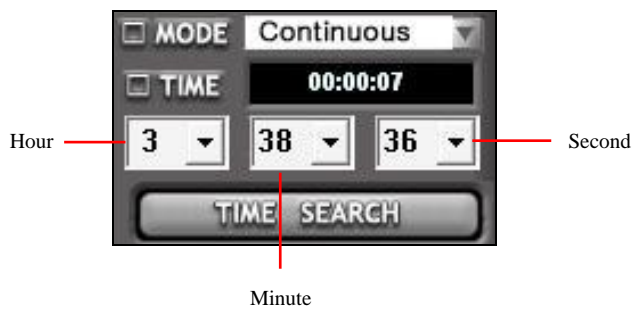 MODE Continuous
TIME 00:00:07
Hour 3 38 36 Second
TIME SEARCH
Minute